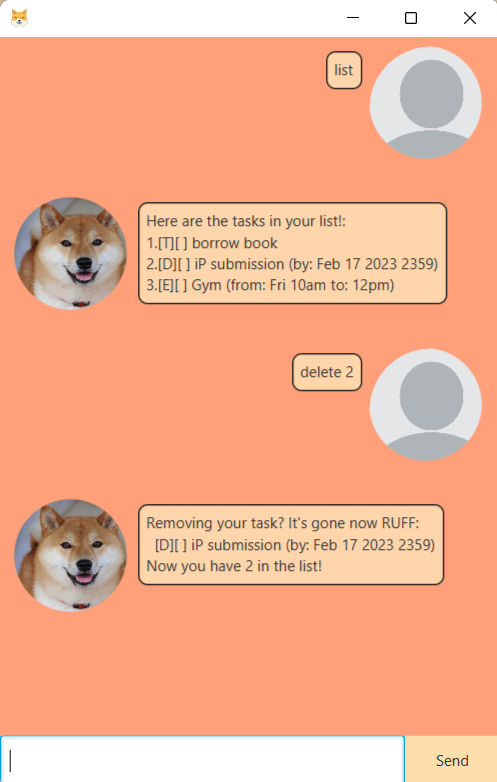 list
Here are the tasks in your list!:
1.[T][ ] borrow book
2.[D][ ] iP submission (by: Feb 17 2023 2359)
3.[E][ ] Gym (from: Fri 10am to: 12pm)
delete 2
Removing your task? It's gone now RUFF:
[D][ ] iP submission (by: Feb 17 2023 2359)
Now you have 2 in the list!
Send